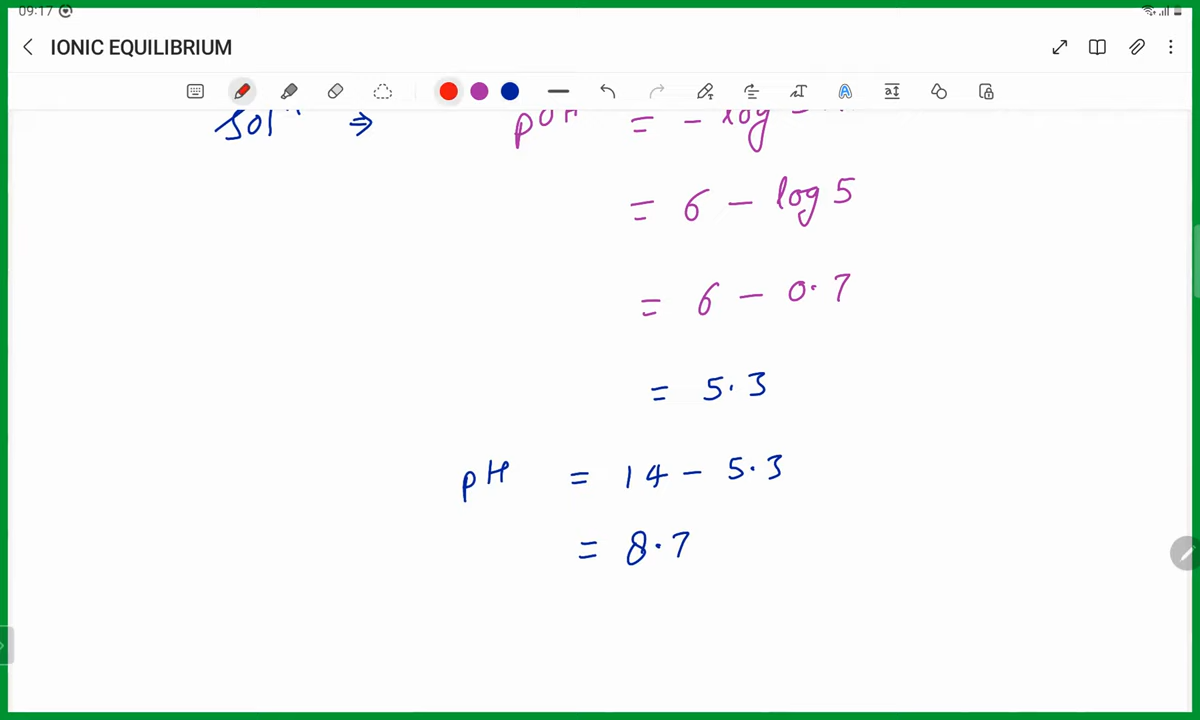 09:17
IONIC EQUILIBRIUM
Solⁿ ⇒ pOH = - log
= 6 - log 5
= 6 - 0.7
= 5.3
pH = 14 - 5.3
= 8.7